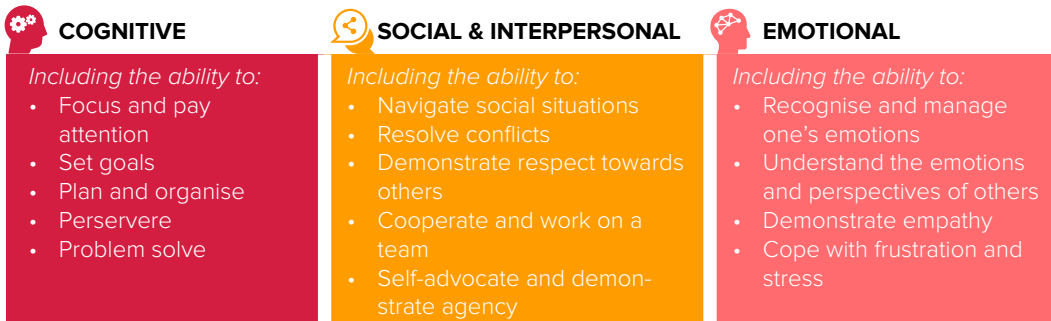 COGNITIVE
Including the ability to:
• Focus and pay
attention
• Set goals
• Plan and organise
• Perservere
• Problem solve
SOCIAL & INTERPERSONAL
Including the ability to:
• Navigate social situations
• Resolve conflicts
• Demonstrate respect towards
others
• Cooperate and work on a
team
• Self-advocate and demon-
strate agency
EMOTIONAL
Including the ability to:
• Recognise and manage
one’s emotions
• Understand the emotions
and perspectives of others
• Demonstrate empathy
• Cope with frustration and
stress